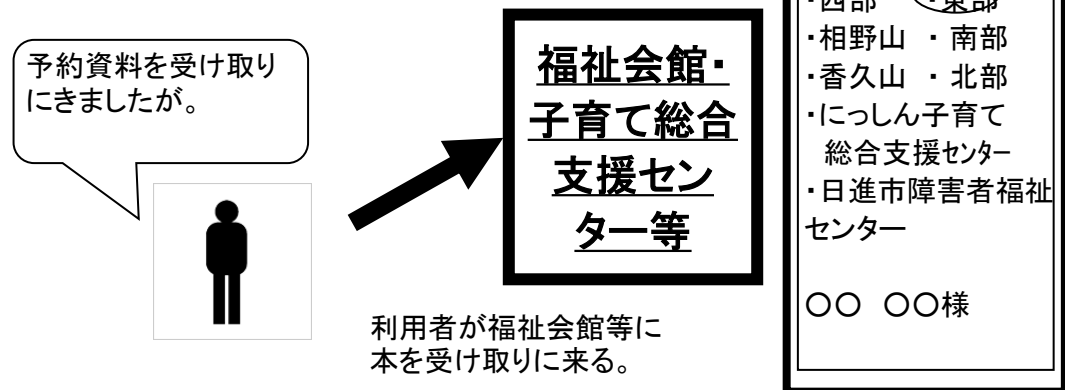 予約資料を受け取り
にきましたが。
福祉会館・
子育て総合
支援セン
ター等
利用者が福祉会館等に
本を受け取りに来る。
・西部 ・東部
・相野山 ・南部
・香久山 ・北部
・にっしん子育て
総合支援ｾﾝﾀｰ
・日進市障害者福祉
センター
〇〇 〇〇様